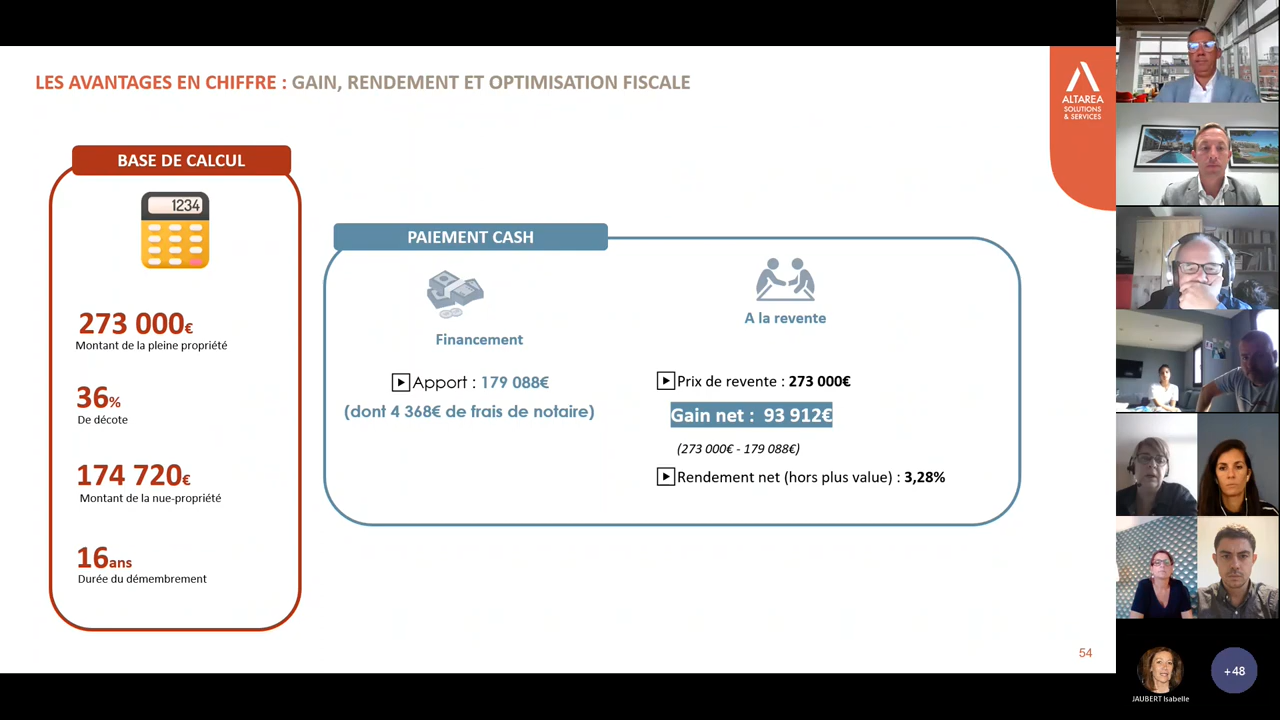 LES AVANTAGES EN CHIFFRE : GAIN, RENDEMENT ET OPTIMISATION FISCALE
ALTAREA
SOLUTIONS
& SERVICES
BASE DE CALCUL
1234
273 000€
Montant de la pleine propriété
36%
De décote
174 720€
Montant de la nue-propriété
16ans
Durée du démembrement
PAIEMENT CASH
Financement
Apport : 179 088€
(dont 4 368€ de frais de notaire)
A la revente
Prix de revente : 273 000€
Gain net : 93 912€
(273 000€ - 179 088€)
Rendement net (hors plus value) : 3,28%
54
+48
JAUBERT Isabelle